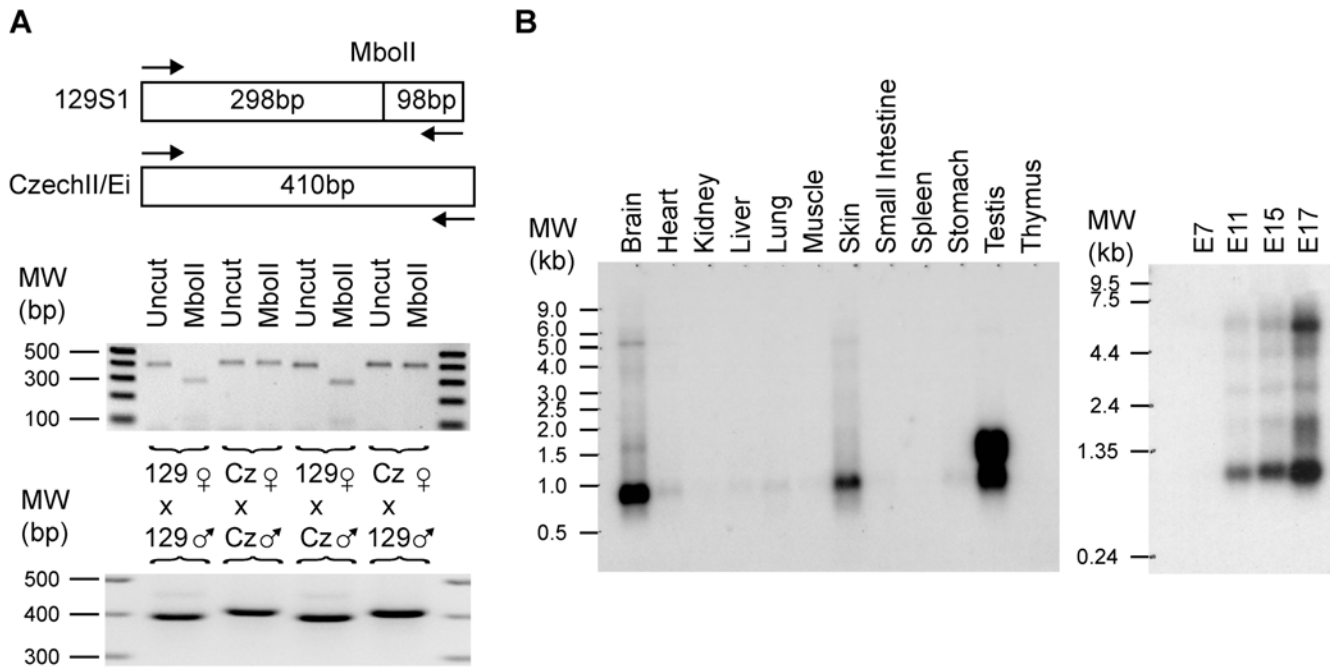 A
MboII
129S1
298bp
98bp
CzechII/Ei
410bp
MW
(bp)
Uncut
MboII
Uncut
MboII
Uncut
MboII
Uncut
MboII
500
300
100
129 ♀
x
129 ♂
Cz ♀
x
Cz ♂
129 ♀
x
Cz ♂
Cz ♀
x
129 ♂
MW
(bp)
500
400
300
B
MW
(kb)
Brain
Heart
Kidney
Liver
Lung
Muscle
Skin
Small Intestine
Spleen
Stomach
Testis
Thymus
9.0
6.0
5.0
4.0
3.0
2.5
2.0
1.5
1.0
0.5
MW
(kb)
E7
E11
E15
E17
9.5
7.5
4.4
2.4
1.35
0.24